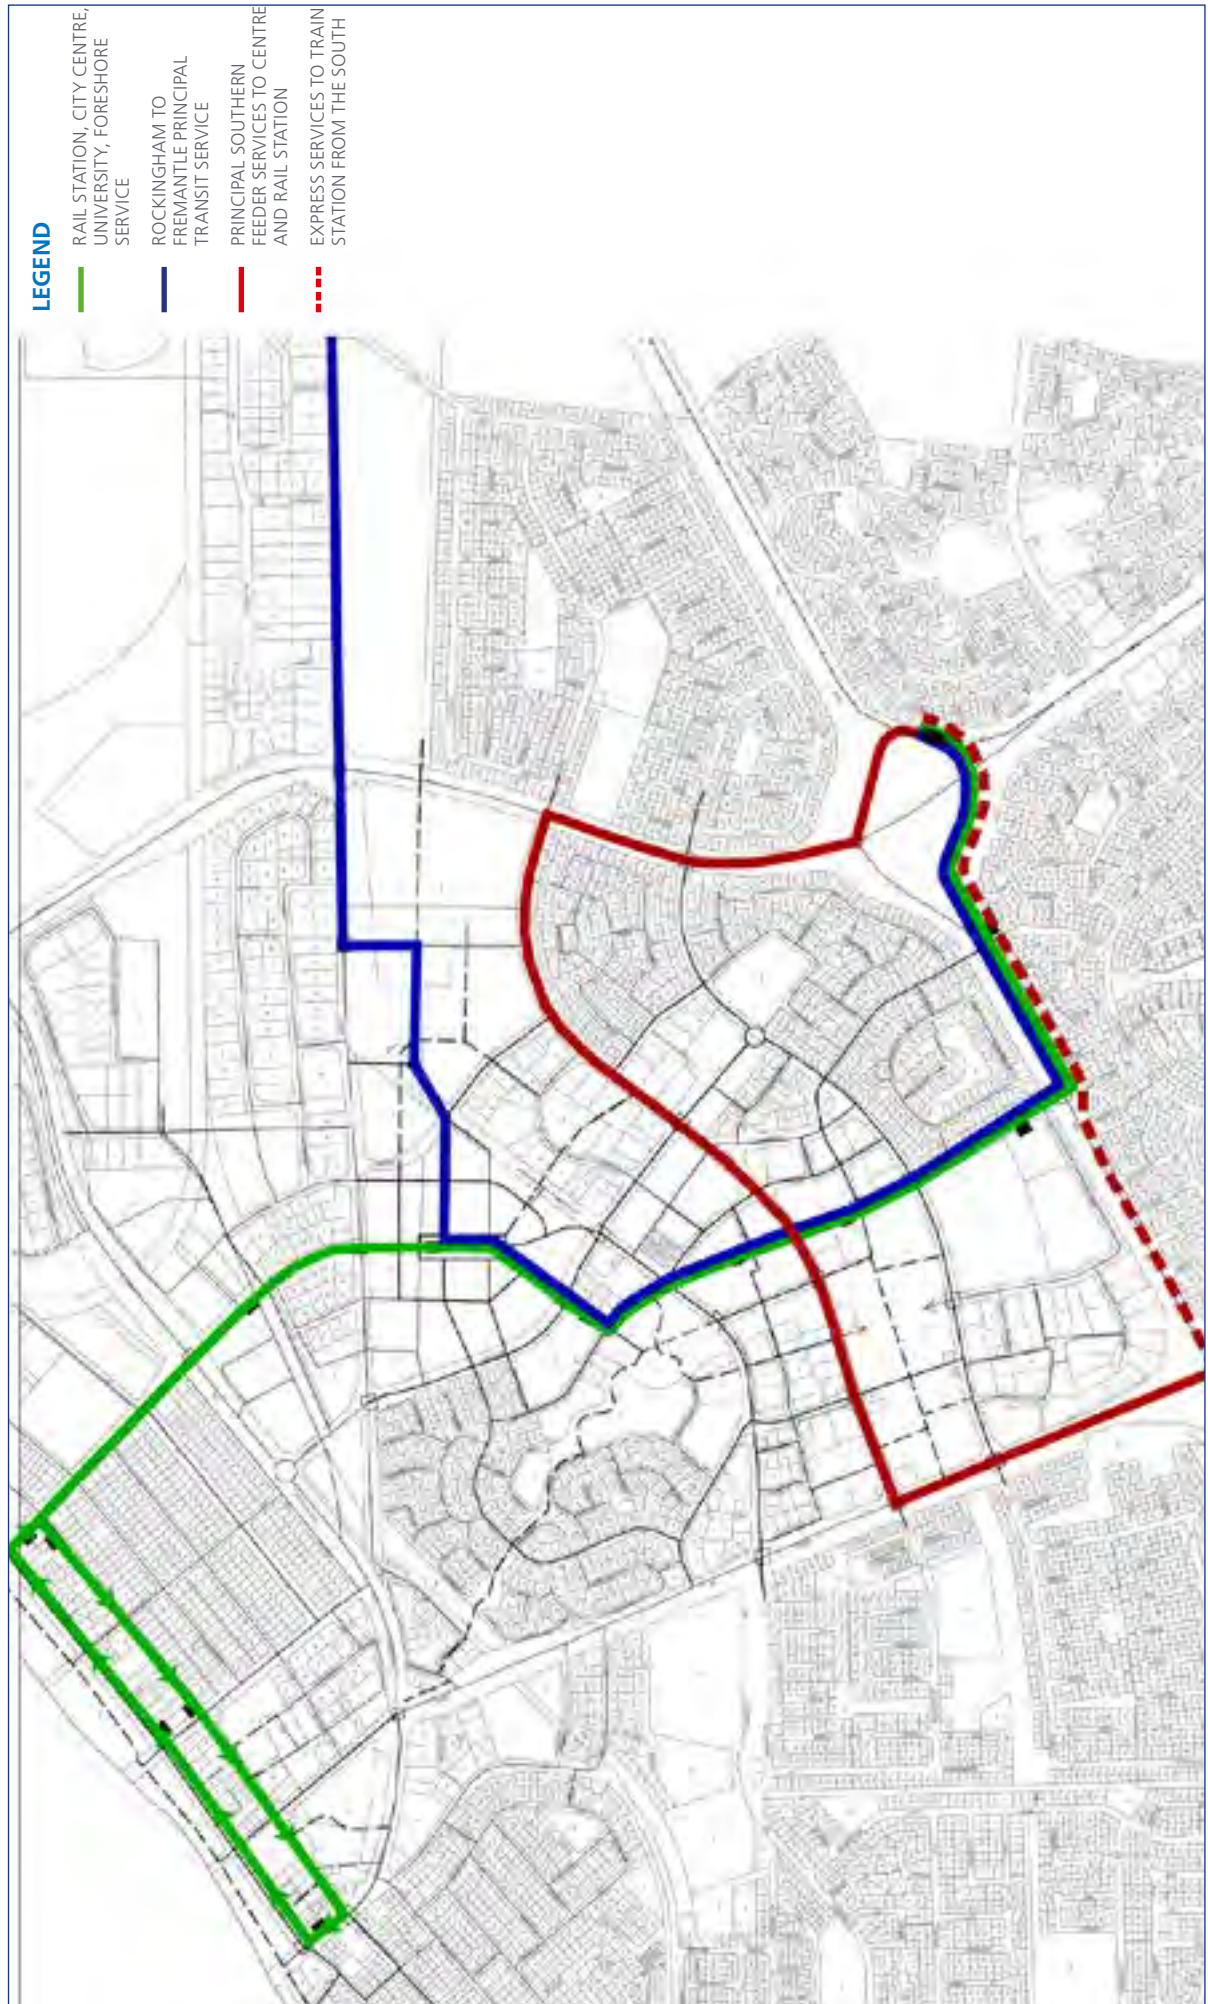 LEGEND
RAIL STATION, CITY CENTRE,
UNIVERSITY, FORESHORE
SERVICE
ROCKINGHAM TO
FREMANTLE PRINCIPAL
TRANSIT SERVICE
PRINCIPAL SOUTHERN
FEEDER SERVICES TO CENTRE
AND RAIL STATION
EXPRESS SERVICES TO TRAIN
STATION FROM THE SOUTH